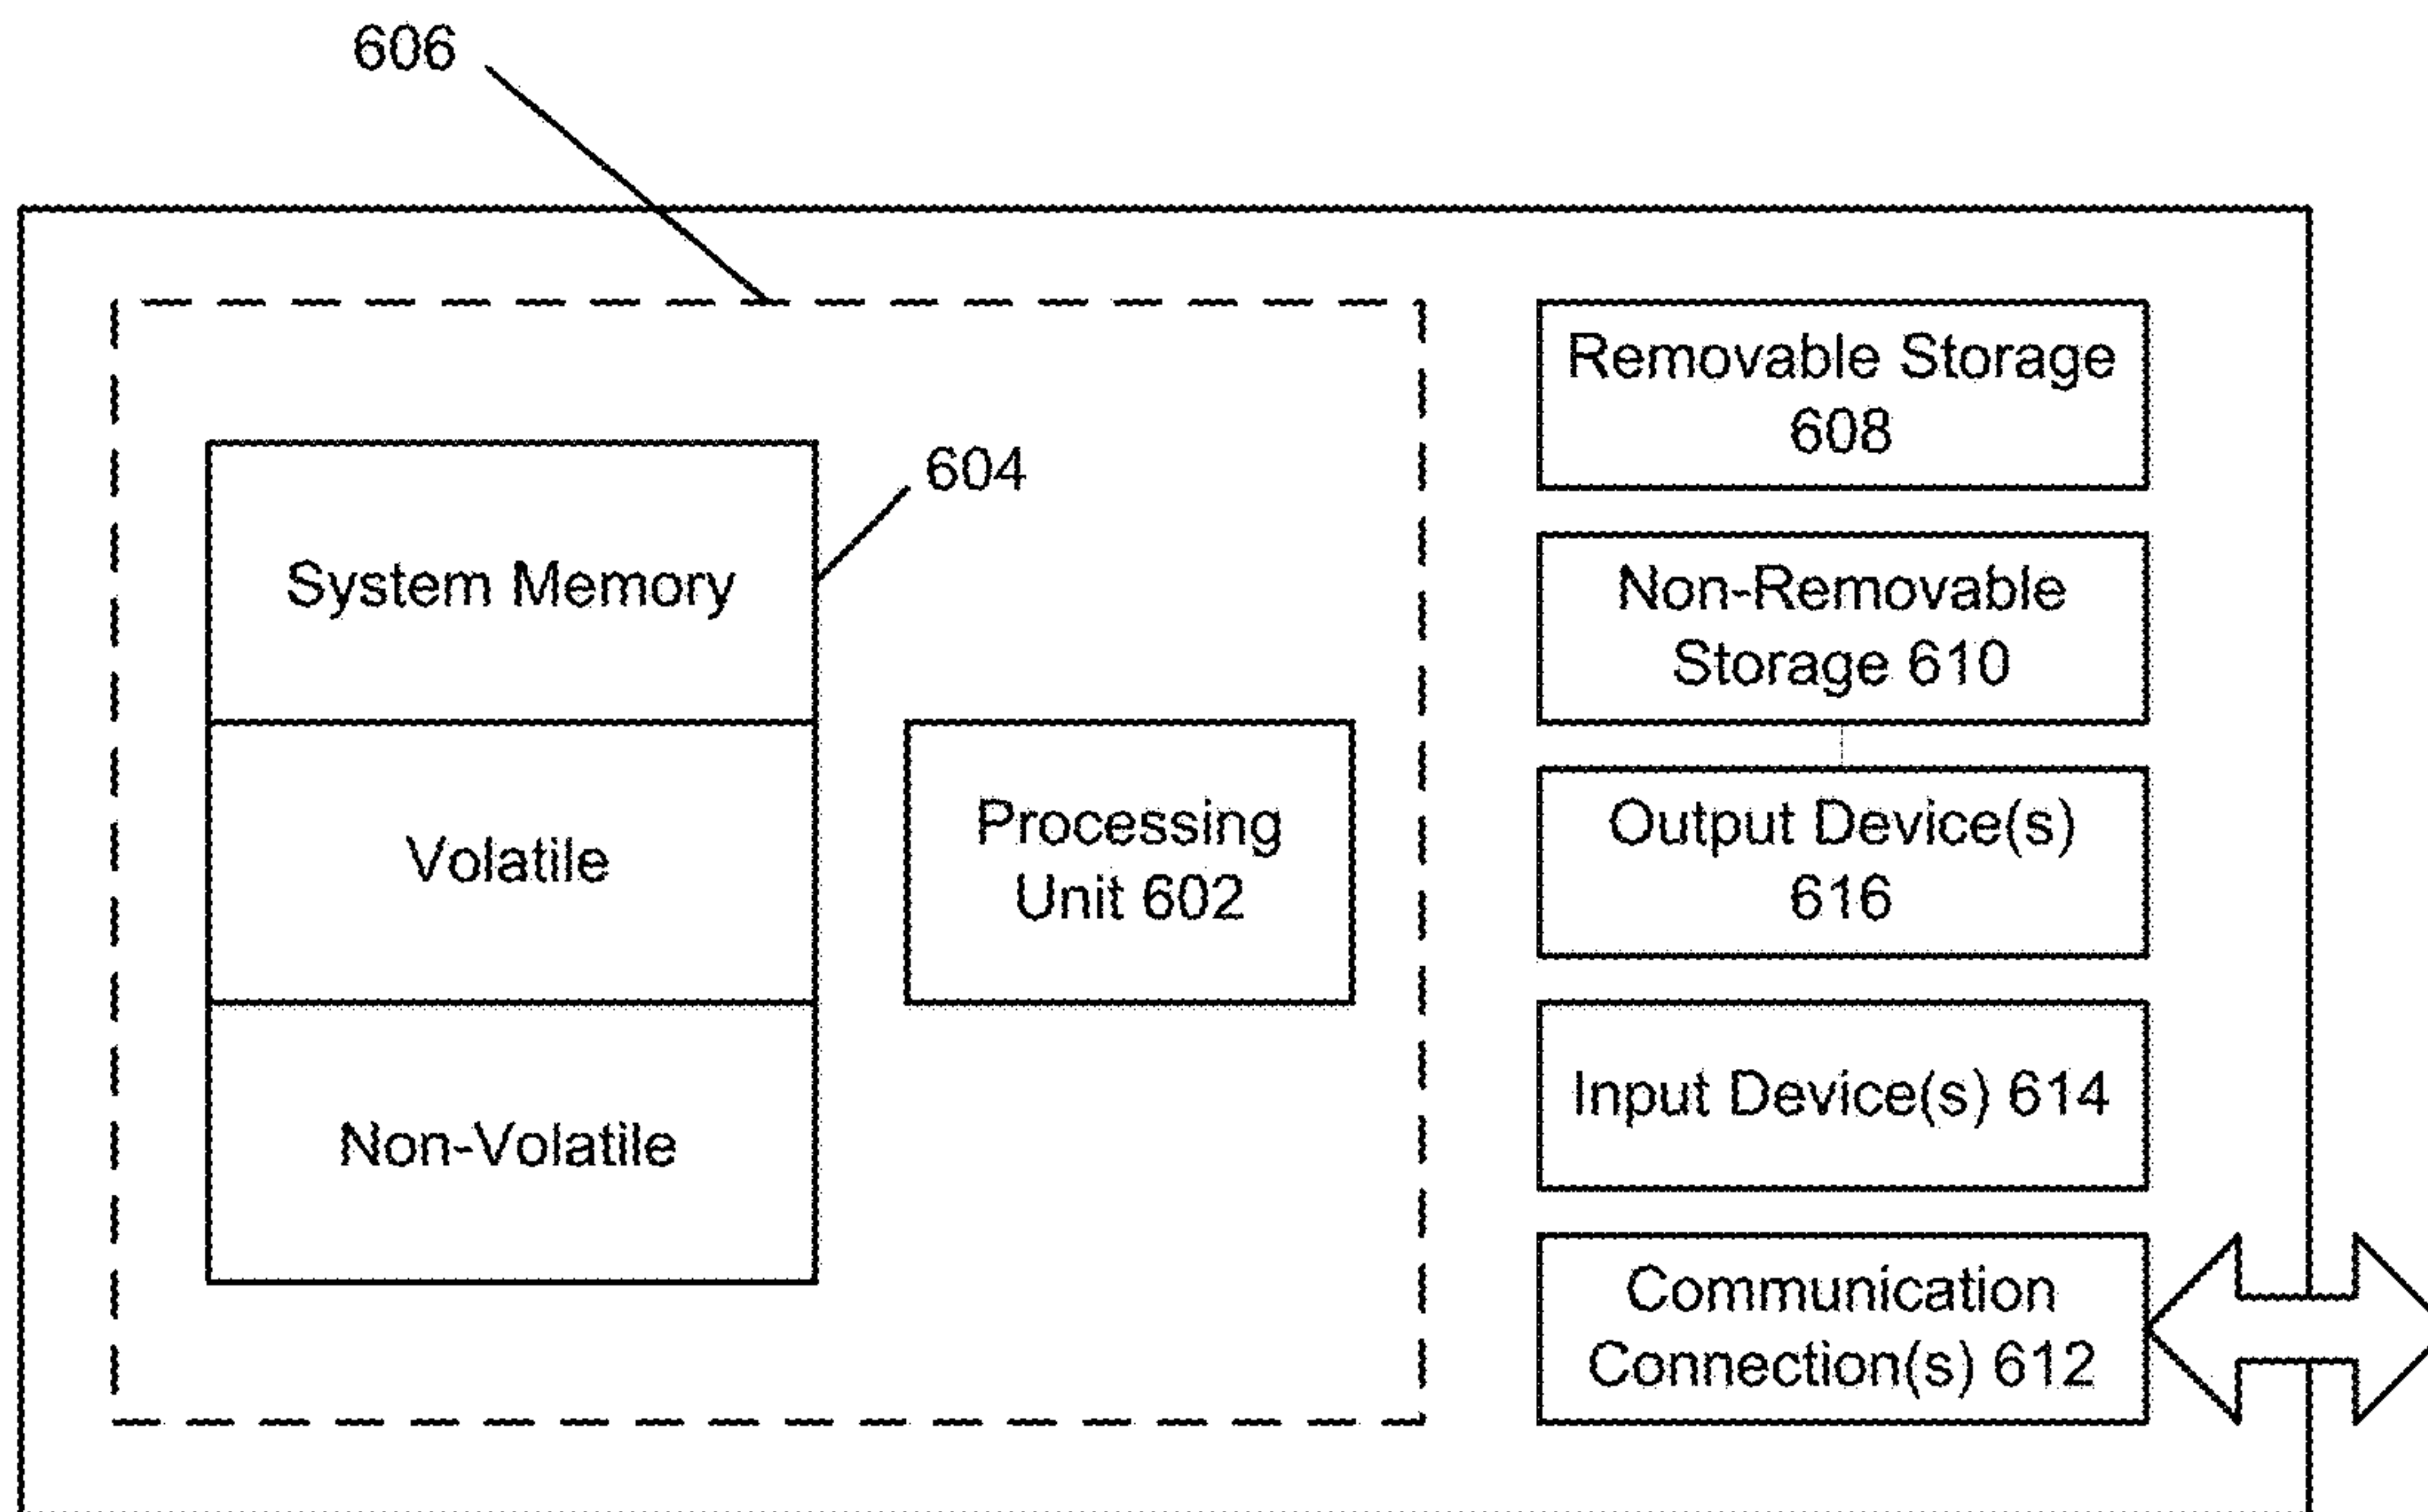 606
604
System Memory
Volatile
Non-Volatile
Processing
Unit 602
Removable Storage
608
Non-Removable
Storage 610
Output Device(s)
616
Input Device(s) 614
Communication
Connection(s) 612